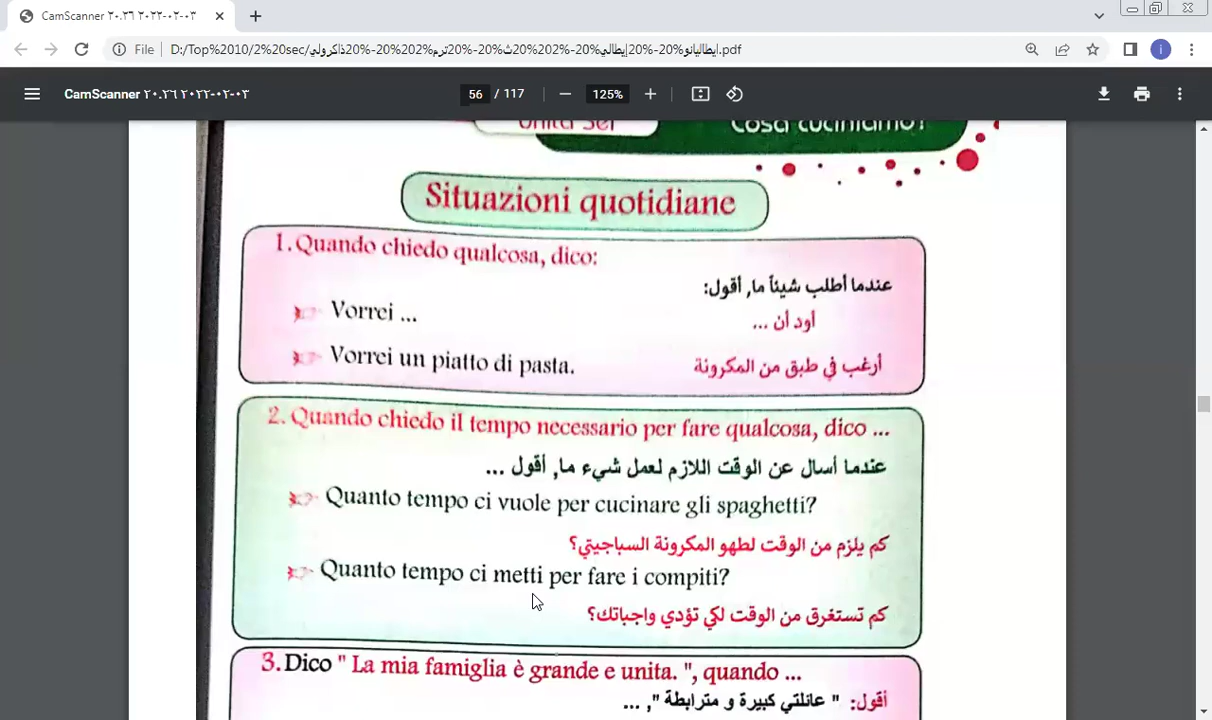 CamScanner ٢٠٢٢-٠٢-٠٣ ٢٠.٣٦
File
D:/Top%2010/2%20sec/ايطاليانو%20-%20إيطالي%20-%202%20ث%20-%20ترم%202%20-%20ذاكرولي.pdf
CamScanner ٢٠٢٢-٠٢-٠٣ ٢٠.٣٦
56 / 117
125%
Unità Sei
Cosa cuciniamo?
Situazioni quotidiane
1. Quando chiedo qualcosa, dico:
عندما أطلب شيئاً ما, أقول:
Vorrei ...
أود أن ...
Vorrei un piatto di pasta.
أرغب في طبق من المكرونة
2. Quando chiedo il tempo necessario per fare qualcosa, dico ...
عندما أسال عن الوقت اللازم لعمل شيء ما, أقول ...
Quanto tempo ci vuole per cucinare gli spaghetti?
كم يلزم من الوقت لطهو المكرونة السباجيتي؟
Quanto tempo ci metti per fare i compiti?
كم تستغرق من الوقت لكي تؤدي واجباتك؟
3. Dico " La mia famiglia è grande e unita. ", quando ...
أقول: " عائلتي كبيرة و مترابطة ", ...